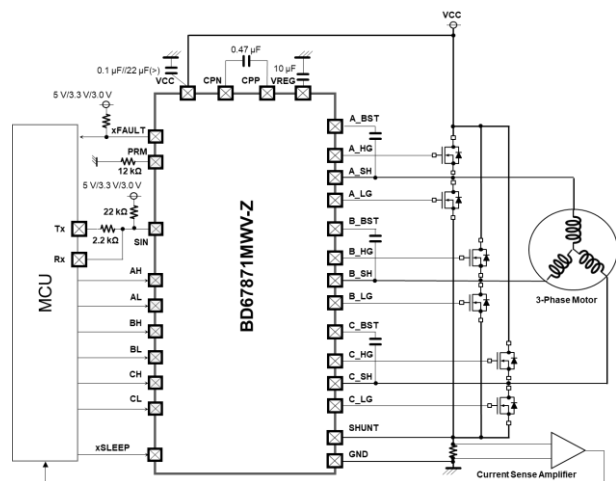 VCC
0.47 µF
0.1 µF//22 µF(>)
10 µF
VCC
CPN
CPP
VREG
5 V/3.3 V/3.0 V
xFAULT
PRM
12 kΩ
5 V/3.3 V/3.0 V
22 kΩ
Tx
2.2 kΩ
SIN
Rx
MCU
AH
AL
BH
BL
CH
CL
xSLEEP
BD67871MWV-Z
A_BST
A_HG
A_SH
A_LG
B_BST
B_HG
B_SH
B_LG
C_BST
C_HG
C_SH
C_LG
SHUNT
GND
3-Phase Motor
Current Sense Amplifier